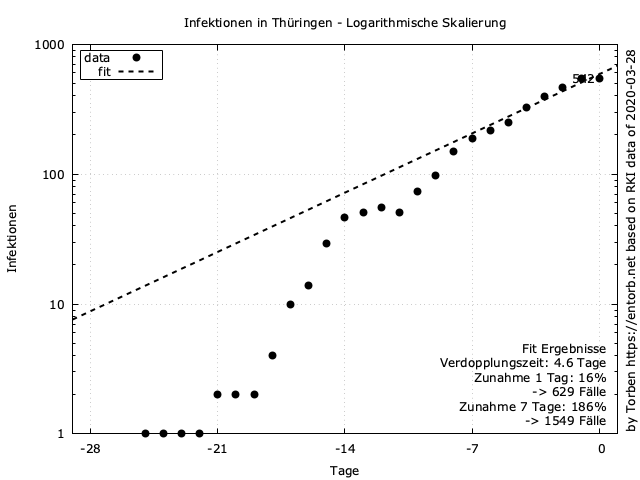 Infektionen in Thüringen - Logarithmische Skalierung
1000
data
fit
542
100
Infektionen
10
Fit Ergebnisse
Verdopplungszeit: 4.6 Tage
Zunahme 1 Tag: 16%
-> 629 Fälle
Zunahme 7 Tage: 186%
-> 1549 Fälle
1
-28
-21
-14
-7
0
Tage
by Torben https://entorb.net based on RKI data of 2020-03-28